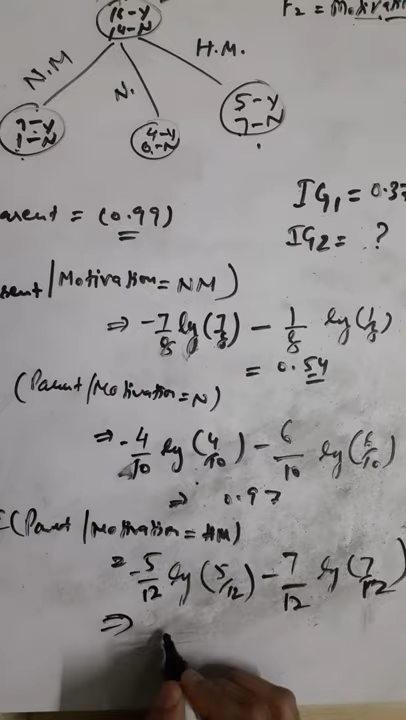 16-Y
14-N
F2 = Motivation
N.M
N.
H.M.
7-Y
1-N
4-Y
6-N
5-Y
7-N
arent = (0.99)
IG1 = 0.37
IG2 = ?
arent/Motivation = NM)
⇒ -7/8 lg(7/8) - 1/8 lg(1/8)
= 0.54
(Parent/Motivation = N)
⇒ -4/10 lg(4/10) - 6/10 lg(6/10)
⇒ 0.97
E(Parent/Motivation = HM)
= -5/12 lg(5/12) - 7/12 lg(7/12)
⇒